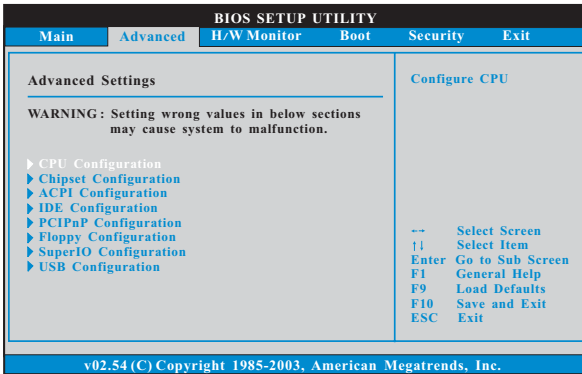 BIOS SETUP UTILITY
Main Advanced H/W Monitor Boot Security Exit
Advanced Settings
WARNING : Setting wrong values in below sections
may cause system to malfunction.
CPU Configuration
Chipset Configuration
ACPI Configuration
IDE Configuration
PCIPnP Configuration
Floppy Configuration
SuperIO Configuration
USB Configuration
Configure CPU
←→ Select Screen
↑↓ Select Item
Enter Go to Sub Screen
F1 General Help
F9 Load Defaults
F10 Save and Exit
ESC Exit
v02.54 (C) Copyright 1985-2003, American Megatrends, Inc.